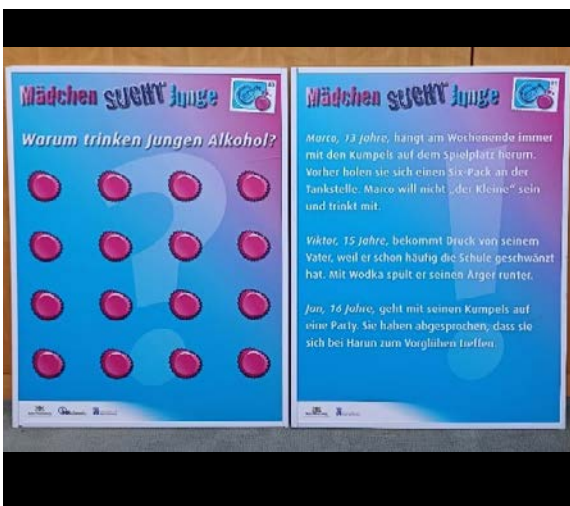 Mädchen SUCHT Junge
Warum trinken Jungen Alkohol?
Mädchen SUCHT Junge
Marco, 13 Jahre, hängt am Wochenende immer
mit den Kumpels auf dem Spielplatz herum.
Vorher holen sie sich einen Six-Pack an der
Tankstelle. Marco will nicht „der Kleine“ sein
und trinkt mit.
Viktor, 15 Jahre, bekommt Druck von seinem
Vater, weil er schon häufig die Schule geschwänzt
hat. Mit Wodka spült er seinen Ärger runter.
Jan, 16 Jahre, geht mit seinen Kumpels auf
eine Party. Sie haben abgesprochen, dass sie
sich bei Harun zum Vorglühen treffen.